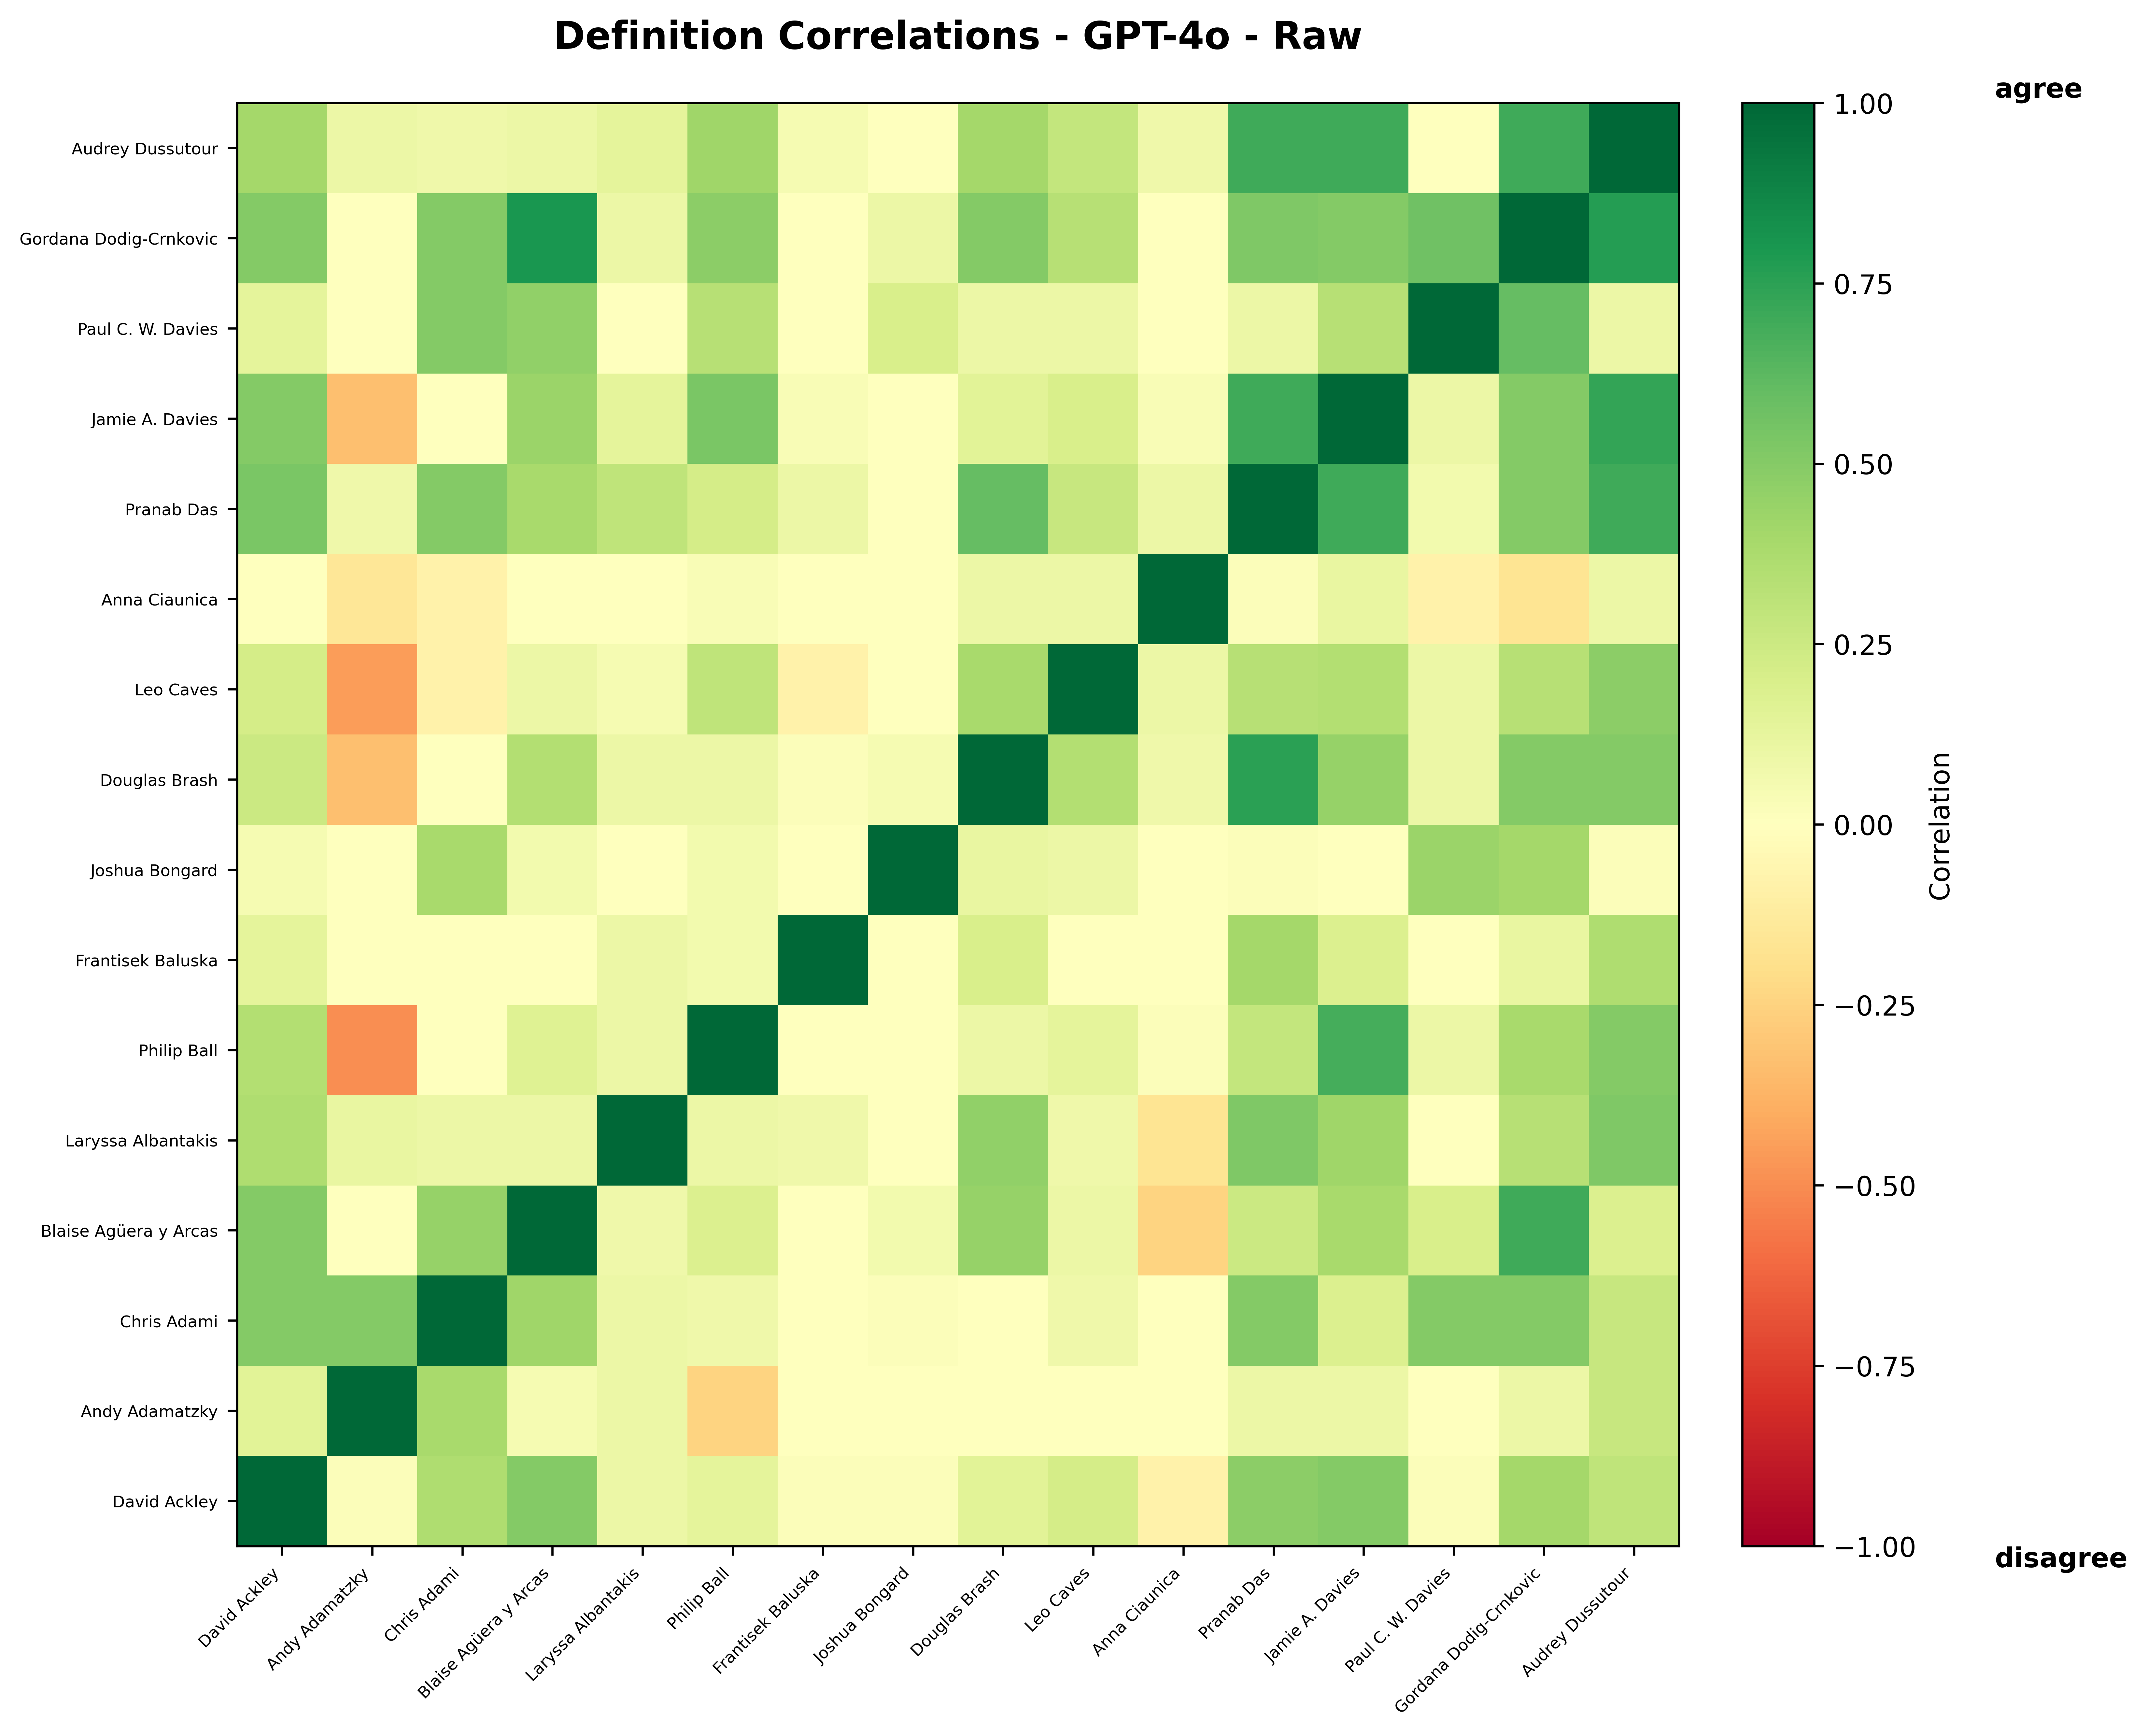 Definition Correlations - GPT-4o - Raw
agree
Audrey Dussutour
Gordana Dodig-Crnkovic
Paul C. W. Davies
Jamie A. Davies
Pranab Das
Anna Ciaunica
Leo Caves
Douglas Brash
Joshua Bongard
Frantisek Baluska
Philip Ball
Laryssa Albantakis
Blaise Agüera y Arcas
Chris Adami
Andy Adamatzky
David Ackley
David Ackley
Andy Adamatzky
Chris Adami
Blaise Agüera y Arcas
Laryssa Albantakis
Philip Ball
Frantisek Baluska
Joshua Bongard
Douglas Brash
Leo Caves
Anna Ciaunica
Pranab Das
Jamie A. Davies
Paul C. W. Davies
Gordana Dodig-Crnkovic
Audrey Dussutour
1.00
0.75
0.50
0.25
0.00
−0.25
−0.50
−0.75
−1.00
Correlation
disagree